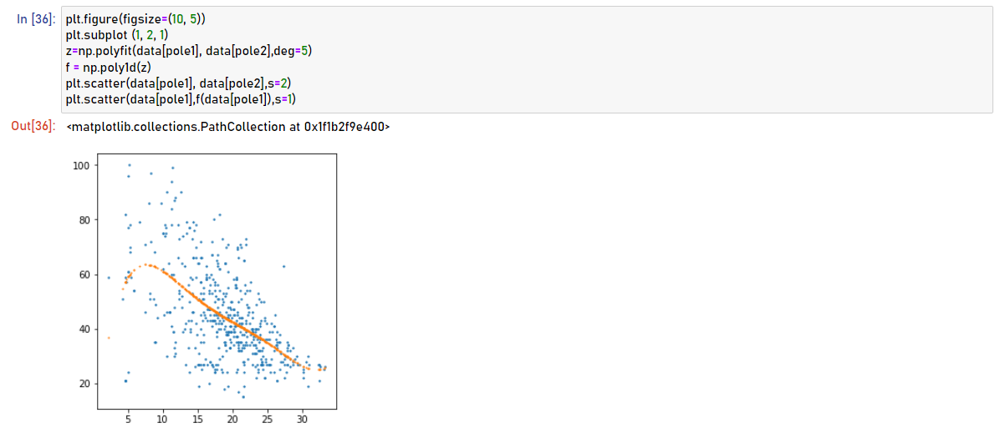 In [36]: plt.figure(figsize=(10, 5))
plt.subplot (1, 2, 1)
z=np.polyfit(data[pole1], data[pole2],deg=5)
f = np.poly1d(z)
plt.scatter(data[pole1], data[pole2],s=2)
plt.scatter(data[pole1],f(data[pole1]),s=1)
Out[36]: <matplotlib.collections.PathCollection at 0x1f1b2f9e400>
100
80
60
40
20
5 10 15 20 25 30